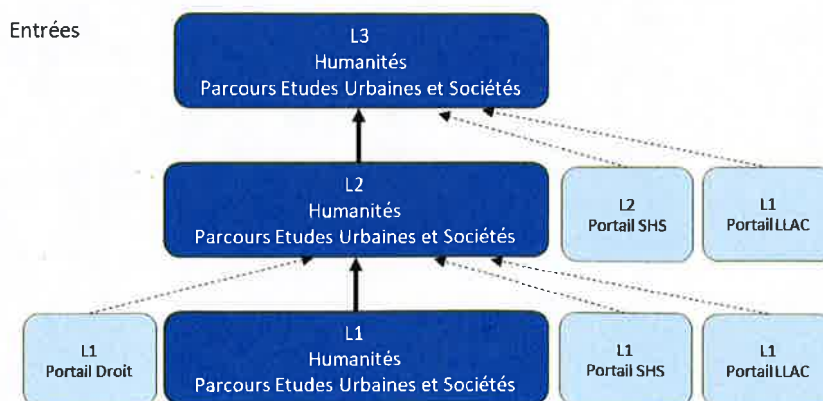 Entrées
L3
Humanités
Parcours Etudes Urbaines et Sociétés
L2
Humanités
Parcours Etudes Urbaines et Sociétés
L2
Portail SHS
L1
Portail LLAC
L1
Portail Droit
L1
Humanités
Parcours Etudes Urbaines et Sociétés
L1
Portail SHS
L1
Portail LLAC